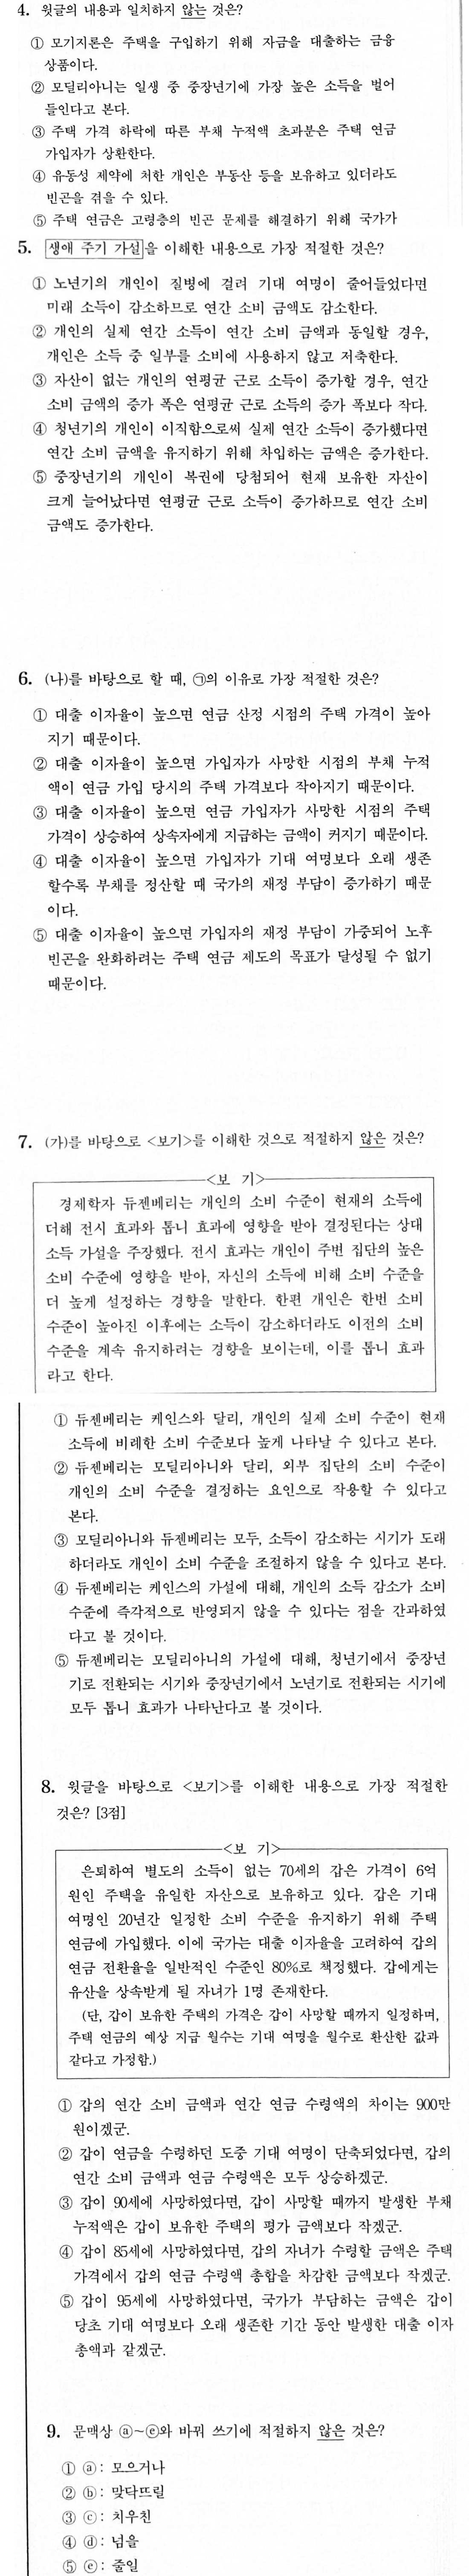 4. 윗글의 내용과 일치하지 않는 것은?
① 모기지론은 주택을 구입하기 위해 자금을 대출하는 금융
상품이다.
② 모딜리아니는 일생 중 중장년기에 가장 높은 소득을 벌어
들인다고 본다.
③ 주택 가격 하락에 따른 부채 누적액 초과분은 주택 연금
가입자가 상환한다.
④ 유동성 제약에 처한 개인은 부동산 등을 보유하고 있더라도
빈곤을 겪을 수 있다.
⑤ 주택 연금은 고령층의 빈곤 문제를 해결하기 위해 국가가
5. 생애 주기 가설을 이해한 내용으로 가장 적절한 것은?
① 노년기의 개인이 질병에 걸려 기대 여명이 줄어들었다면
미래 소득이 감소하므로 연간 소비 금액도 감소한다.
② 개인의 실제 연간 소득이 연간 소비 금액과 동일할 경우,
개인은 소득 중 일부를 소비에 사용하지 않고 저축한다.
③ 자산이 없는 개인의 연평균 근로 소득이 증가할 경우, 연간
소비 금액의 증가 폭은 연평균 근로 소득의 증가 폭보다 작다.
④ 청년기의 개인이 이직함으로써 실제 연간 소득이 증가했다면
연간 소비 금액을 유지하기 위해 차입하는 금액은 증가한다.
⑤ 중장년기의 개인이 복권에 당첨되어 현재 보유한 자산이
크게 늘어났다면 연평균 근로 소득이 증가하므로 연간 소비
금액도 증가한다.
6. (나)를 바탕으로 할 때, ㉠의 이유로 가장 적절한 것은?
① 대출 이자율이 높으면 연금 산정 시점의 주택 가격이 높아
지기 때문이다.
② 대출 이자율이 높으면 가입자가 사망한 시점의 부채 누적
액이 연금 가입 당시의 주택 가격보다 작아지기 때문이다.
③ 대출 이자율이 높으면 연금 가입자가 사망한 시점의 주택
가격이 상승하여 상속자에게 지급하는 금액이 커지기 때문이다.
④ 대출 이자율이 높으면 가입자가 기대 여명보다 오래 생존
할수록 부채를 정산할 때 국가의 재정 부담이 증가하기 때문
이다.
⑤ 대출 이자율이 높으면 가입자의 재정 부담이 가중되어 노후
빈곤을 완화하려는 주택 연금 제도의 목표가 달성될 수 없기
때문이다.
7. (가)를 바탕으로 <보기>를 이해한 것으로 적절하지 않은 것은?
<보 기>
경제학자 듀젠베리는 개인의 소비 수준이 현재의 소득에
더해 전시 효과와 톱니 효과에 영향을 받아 결정된다는 상대
소득 가설을 주장했다. 전시 효과는 개인이 주변 집단의 높은
소비 수준에 영향을 받아, 자신의 소득에 비해 소비 수준을
더 높게 설정하는 경향을 말한다. 한편 개인은 한번 소비
수준이 높아진 이후에는 소득이 감소하더라도 이전의 소비
수준을 계속 유지하려는 경향을 보이는데, 이를 톱니 효과
라고 한다.
① 듀젠베리는 케인스와 달리, 개인의 실제 소비 수준이 현재
소득에 비례한 소비 수준보다 높게 나타날 수 있다고 본다.
② 듀젠베리는 모딜리아니와 달리, 외부 집단의 소비 수준이
개인의 소비 수준을 결정하는 요인으로 작용할 수 있다고
본다.
③ 모딜리아니와 듀젠베리는 모두, 소득이 감소하는 시기가 도래
하더라도 개인이 소비 수준을 조절하지 않을 수 있다고 본다.
④ 듀젠베리는 케인스의 가설에 대해, 개인의 소득 감소가 소비
수준에 즉각적으로 반영되지 않을 수 있다는 점을 간과하였
다고 볼 것이다.
⑤ 듀젠베리는 모딜리아니의 가설에 대해, 청년기에서 중장년
기로 전환되는 시기와 중장년기에서 노년기로 전환되는 시기에
모두 톱니 효과가 나타난다고 볼 것이다.
8. 윗글을 바탕으로 <보기>를 이해한 내용으로 가장 적절한
것은? [3점]
<보 기>
은퇴하여 별도의 소득이 없는 70세의 갑은 가격이 6억
원인 주택을 유일한 자산으로 보유하고 있다. 갑은 기대
여명인 20년간 일정한 소비 수준을 유지하기 위해 주택
연금에 가입했다. 이에 국가는 대출 이자율을 고려하여 갑의
연금 전환율을 일반적인 수준인 80%로 책정했다. 갑에게는
유산을 상속받게 될 자녀가 1명 존재한다.
(단, 갑이 보유한 주택의 가격은 갑이 사망할 때까지 일정하며,
주택 연금의 예상 지급 월수는 기대 여명을 월수로 환산한 값과
같다고 가정함.)
① 갑의 연간 소비 금액과 연간 연금 수령액의 차이는 900만
원이겠군.
② 갑이 연금을 수령하던 도중 기대 여명이 단축되었다면, 갑의
연간 소비 금액과 연금 수령액은 모두 상승하겠군.
③ 갑이 90세에 사망하였다면, 갑이 사망할 때까지 발생한 부채
누적액은 갑이 보유한 주택의 평가 금액보다 작겠군.
④ 갑이 85세에 사망하였다면, 갑의 자녀가 수령할 금액은 주택
가격에서 갑의 연금 수령액 총합을 차감한 금액보다 작겠군.
⑤ 갑이 95세에 사망하였다면, 국가가 부담하는 금액은 갑이
당초 기대 여명보다 오래 생존한 기간 동안 발생한 대출 이자
총액과 같겠군.
9. 문맥상 ⓐ~ⓔ와 바꿔 쓰기에 적절하지 않은 것은?
① ⓐ: 모으거나
② ⓑ: 맞닥뜨릴
③ ⓒ: 치우친
④ ⓓ: 넘을
⑤ ⓔ: 줄일